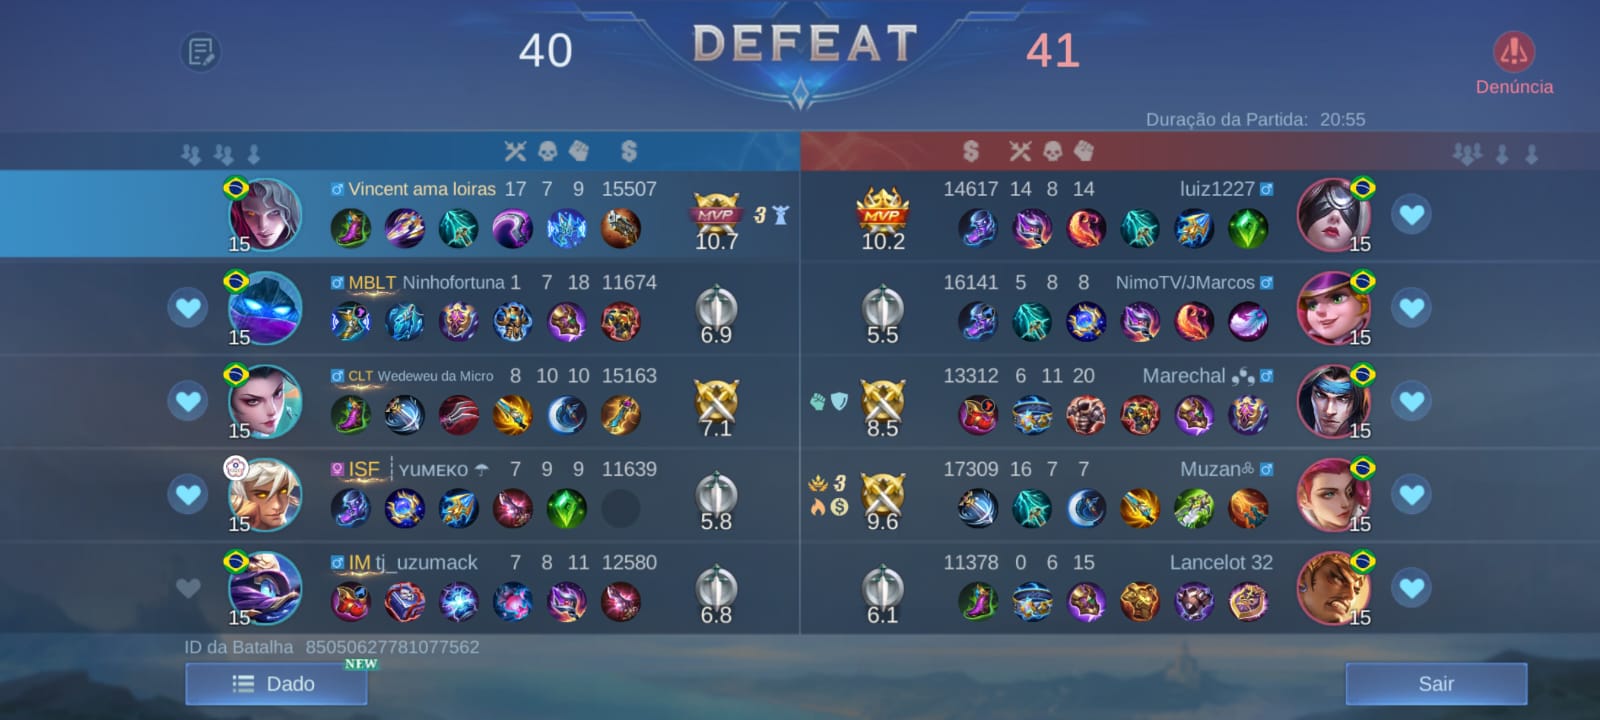 40 DEFEAT 41
Denúncia
Duração da Partida: 20:55
Vincent ama loiras 17 7 9 15507
15 MVP 10.7 3
14617 14 8 14 luiz1227
MVP 10.2 15
MBLT Ninhofortuna 1 7 18 11674
15 6.9
16141 5 8 8 NimoTV/JMarcos
5.5 15
CLT Wedeweu da Micro 8 10 10 15163
15 7.1
13312 6 11 20 Marechal
8.5 15
ISF ┆YUMEKO ☂ 7 9 9 11639
15 5.8
17309 16 7 7 Muzan
3 9.6 15
IM tj_uzumack 7 8 11 12580
15 6.8
11378 0 6 15 Lancelot 32
6.1 15
ID da Batalha 85050627781077562
NEW
Dado
Sair